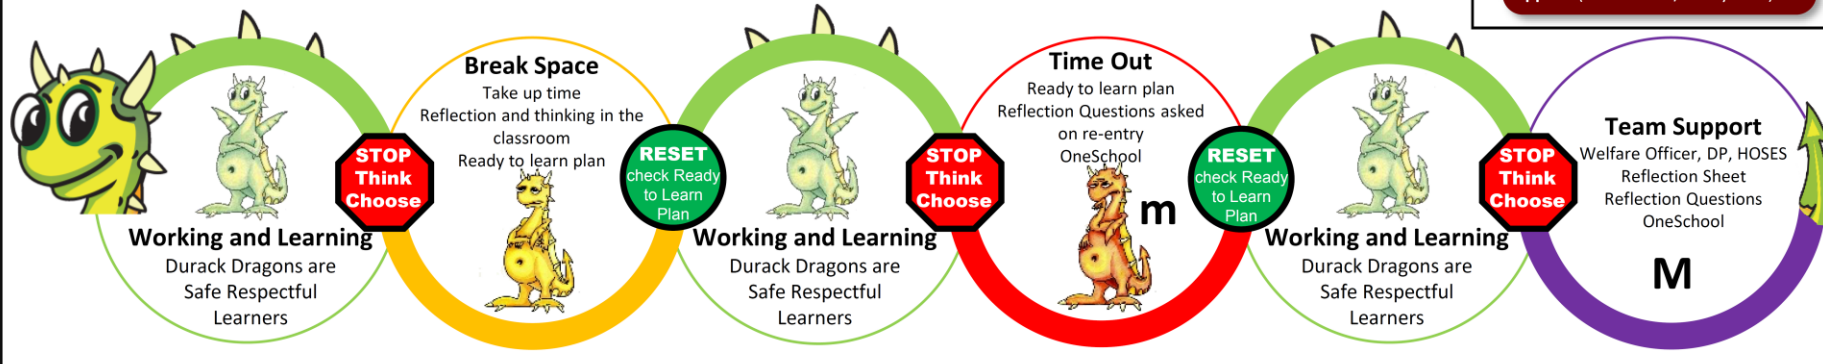 Working and Learning
Durack Dragons are
Safe Respectful
Learners
STOP
Think
Choose
Break Space
Take up time
Reflection and thinking in the
classroom
Ready to learn plan
RESET
check Ready
to Learn
Plan
Working and Learning
Durack Dragons are
Safe Respectful
Learners
STOP
Think
Choose
Time Out
Ready to learn plan
Reflection Questions asked
on re-entry
OneSchool
m
RESET
check Ready
to Learn
Plan
Working and Learning
Durack Dragons are
Safe Respectful
Learners
STOP
Think
Choose
Team Support
Welfare Officer, DP, HOSES
Reflection Sheet
Reflection Questions
OneSchool
M